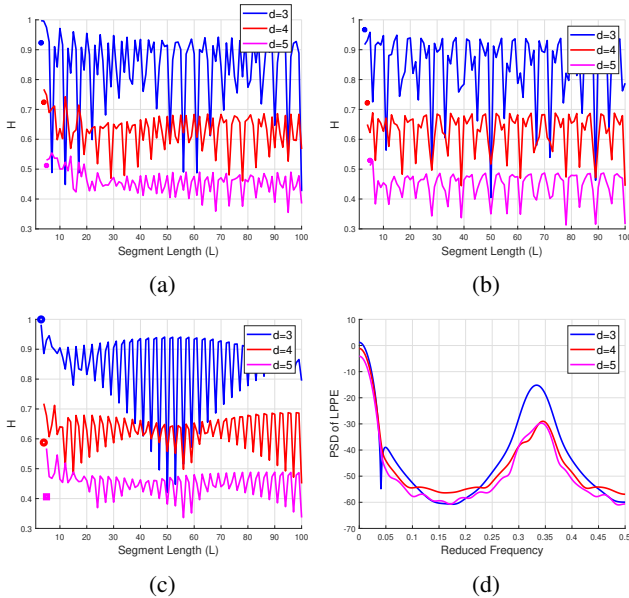 1
0.9
0.8
0.7
0.6
0.5
0.4
0.3
H
10 20 30 40 50 60 70 80 90 100
Segment Length (L)
d=3
d=4
d=5
(a)
1
0.9
0.8
0.7
0.6
0.5
0.4
0.3
H
10 20 30 40 50 60 70 80 90 100
Segment Length (L)
d=3
d=4
d=5
(b)
1
0.9
0.8
0.7
0.6
0.5
0.4
0.3
H
10 20 30 40 50 60 70 80 90 100
Segment Length (L)
d=3
d=4
d=5
(c)
10
0
-10
-20
-30
-40
-50
-60
-70
PSD of LPPE
0 0.05 0.1 0.15 0.2 0.25 0.3 0.35 0.4 0.45 0.5
Reduced Frequency
d=3
d=4
d=5
(d)